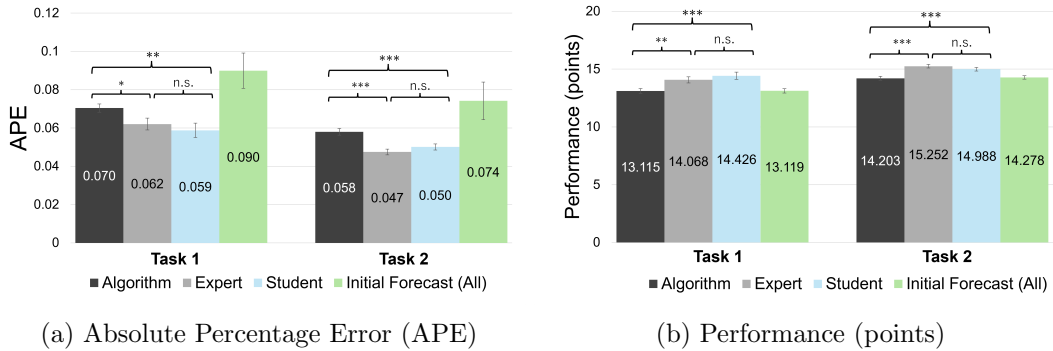 APE
0.12
0.1
0.08
0.06
0.04
0.02
0
**
*
n.s.
***
***
n.s.
0.070
0.062
0.059
0.090
0.058
0.047
0.050
0.074
Task 1
Task 2
Algorithm Expert Student Initial Forecast (All)
(a) Absolute Percentage Error (APE)
Performance (points)
20
15
10
5
0
***
**
n.s.
***
***
n.s.
13.115
14.068
14.426
13.119
14.203
15.252
14.988
14.278
Task 1
Task 2
Algorithm Expert Student Initial Forecast (All)
(b) Performance (points)